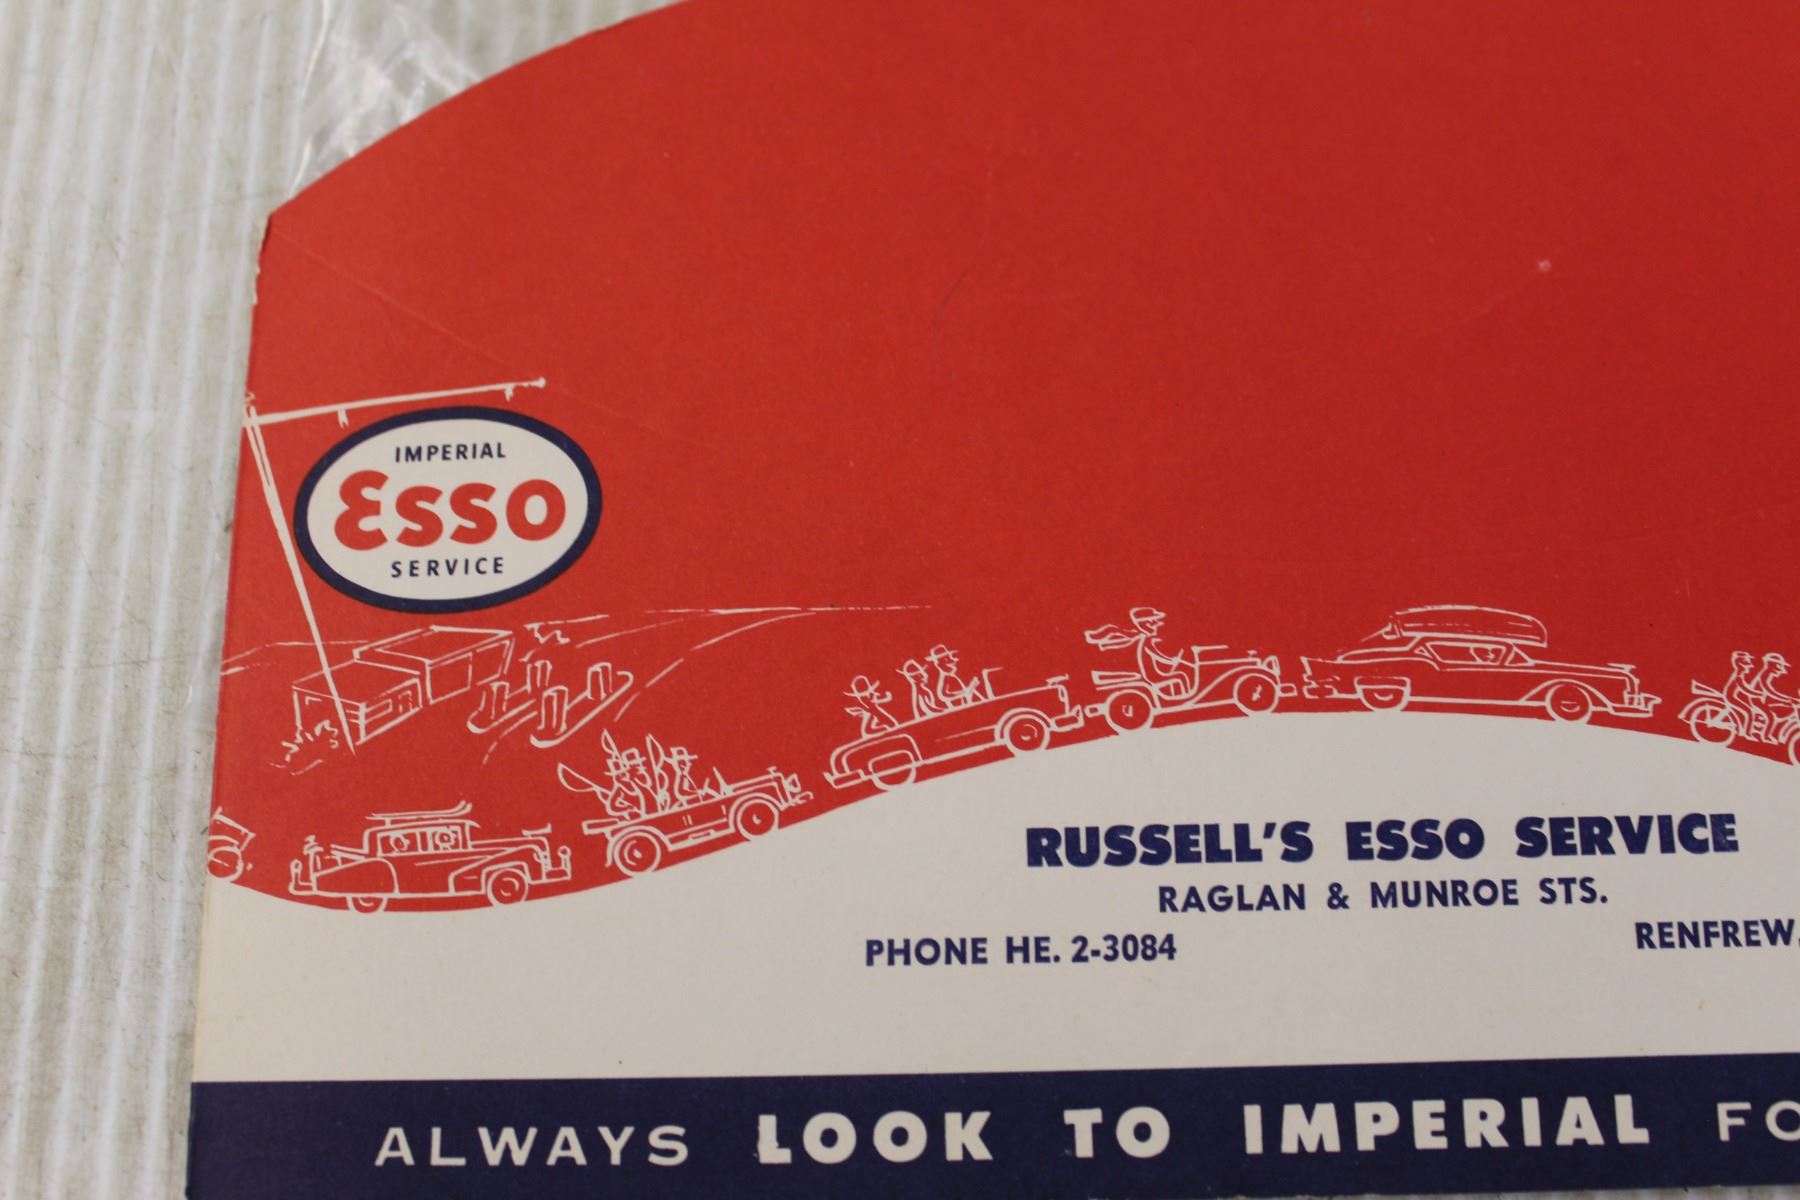 IMPERIAL
Esso
SERVICE
RUSSELL'S ESSO SERVICE
RAGLAN & MUNROE STS.
PHONE HE. 2-3084
RENFREW,
ALWAYS LOOK TO IMPERIAL FO